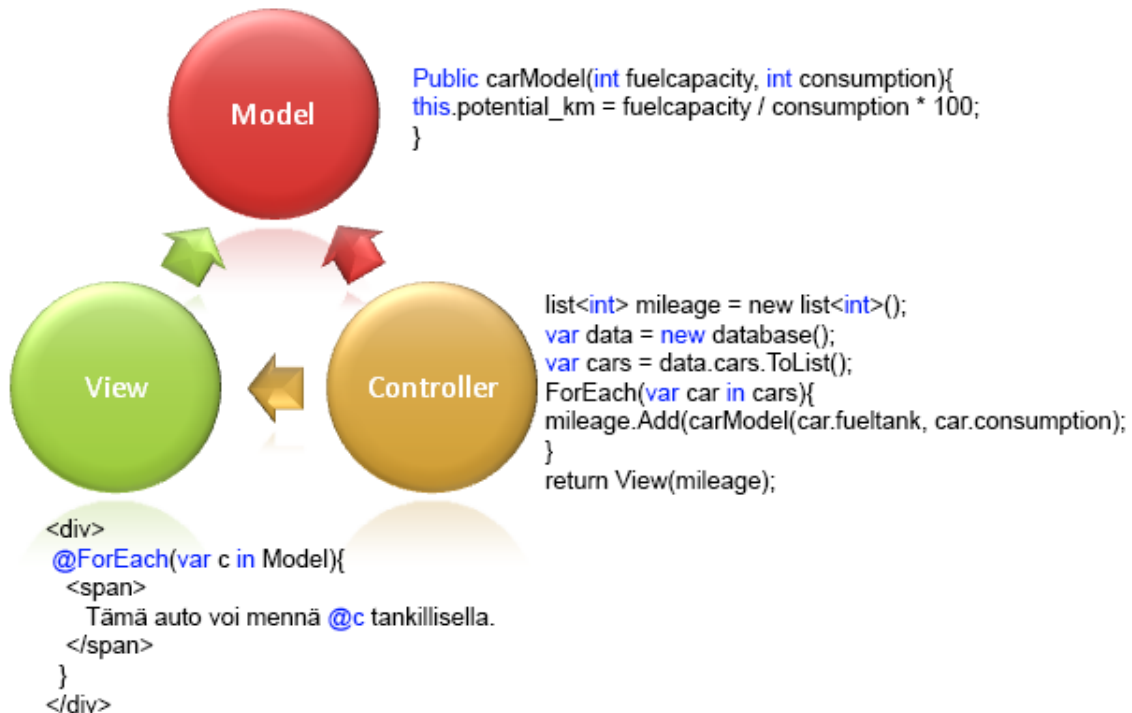 Model
Public carModel(int fuelcapacity, int consumption){
this.potential_km = fuelcapacity / consumption * 100;
}
View
Controller
list<int> mileage = new list<int>();
var data = new database();
var cars = data.cars.ToList();
ForEach(var car in cars){
mileage.Add(carModel(car.fueltank, car.consumption);
}
return View(mileage);
<div>
@ForEach(var c in Model){
<span>
Tämä auto voi mennä @c tankillisella.
</span>
}
</div>